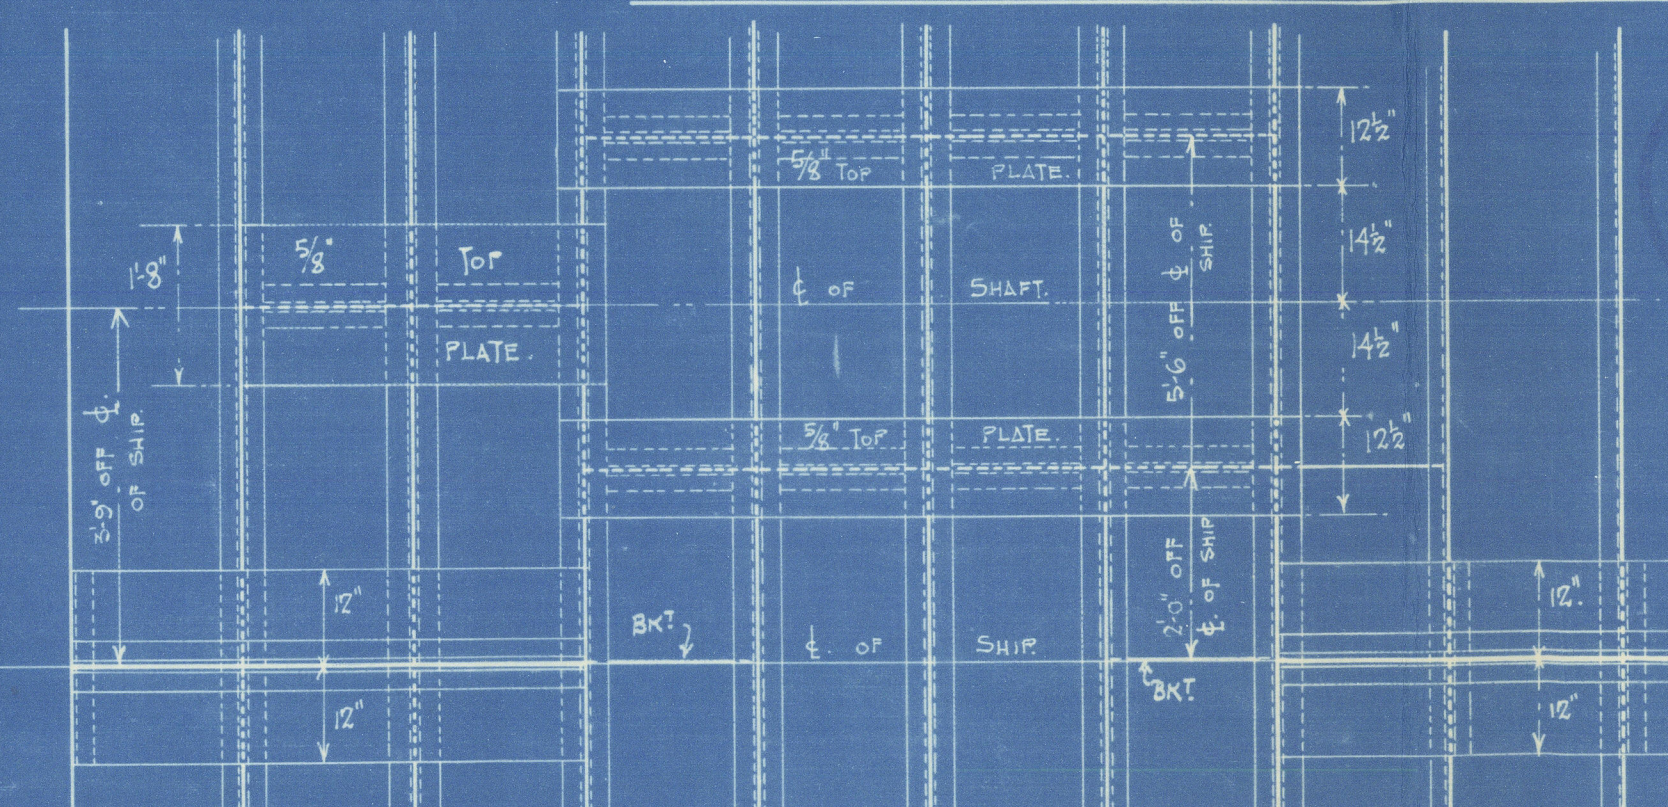 12½"
5/8" TOP PLATE.
5'-6" OFF ℄ OF
SHIP.
14½"
5/8" TOP
1'-8"
℄ OF SHAFT.
PLATE.
14½"
3'-9" OFF ℄.
OF SHIP.
5/8" TOP PLATE.
12½"
2'-0" OFF
℄ OF SHIP
12"
12".
BKT.
℄. OF SHIP.
BKT.
12"
12"